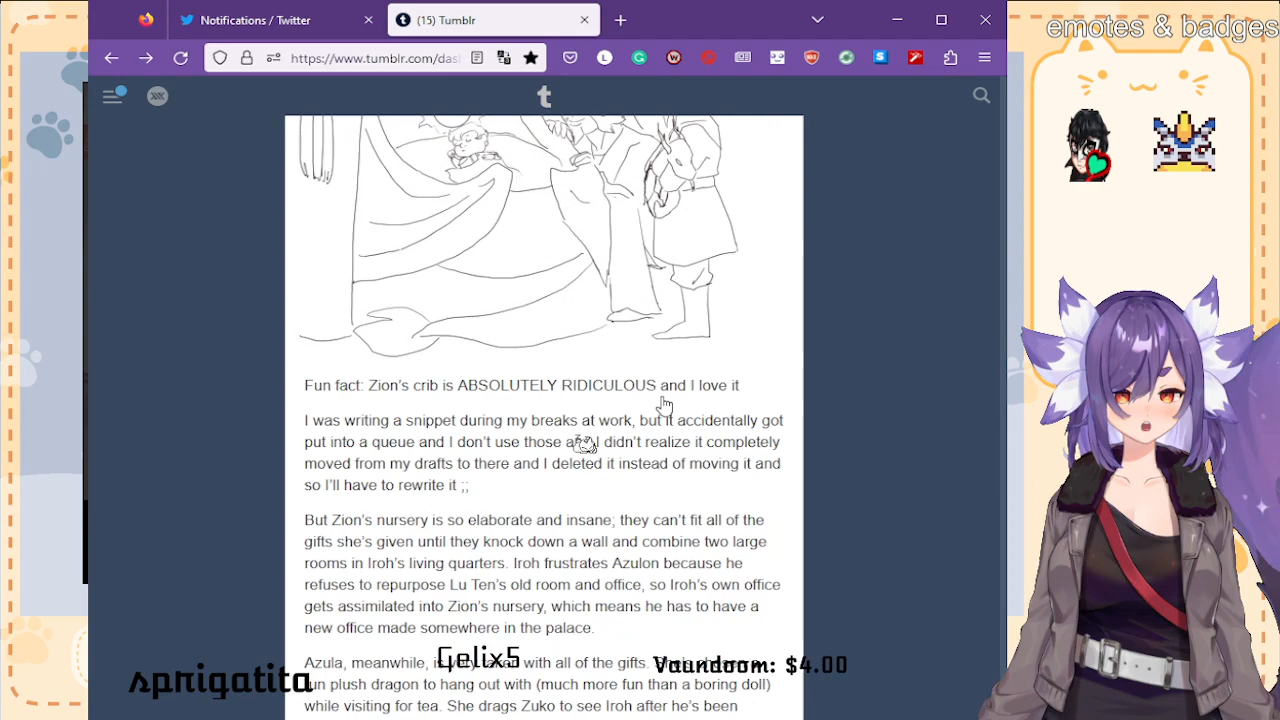 Notifications / Twitter
(15) Tumblr
emotes & badges
https://www.tumblr.com/das
Fun fact: Zion's crib is ABSOLUTELY RIDICULOUS and I love it
I was writing a snippet during my breaks at work, but it accidentally got
put into a queue and I don't use those I didn't realize it completely
moved from my drafts to there and I deleted it instead of moving it and
so I'll have to rewrite it ;;
But Zion's nursery is so elaborate and insane; they can't fit all of the
gifts she's given until they knock down a wall and combine two large
rooms in Iroh's living quarters. Iroh frustrates Azulon because he
refuses to repurpose Lu Ten's old room and office, so Iroh's own office
gets assimilated into Zion's nursery, which means he has to have a
new office made somewhere in the palace.
Azula, meanwhile, is very taken with all of the gifts.
fun plush dragon to hang out with (much more fun than a boring doll)
while visiting for tea. She drags Zuko to see Iroh after he's been
sprigatita
Gelix5
$4.00